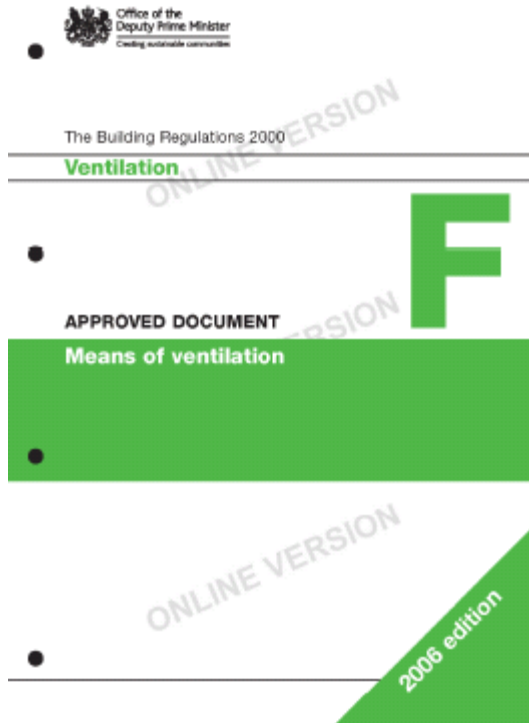 Office of the
Deputy Prime Minister
Creating sustainable communities
ONLINE VERSION
The Building Regulations 2000
Ventilation
F
ONLINE VERSION
APPROVED DOCUMENT
Means of ventilation
ONLINE VERSION
2006 edition